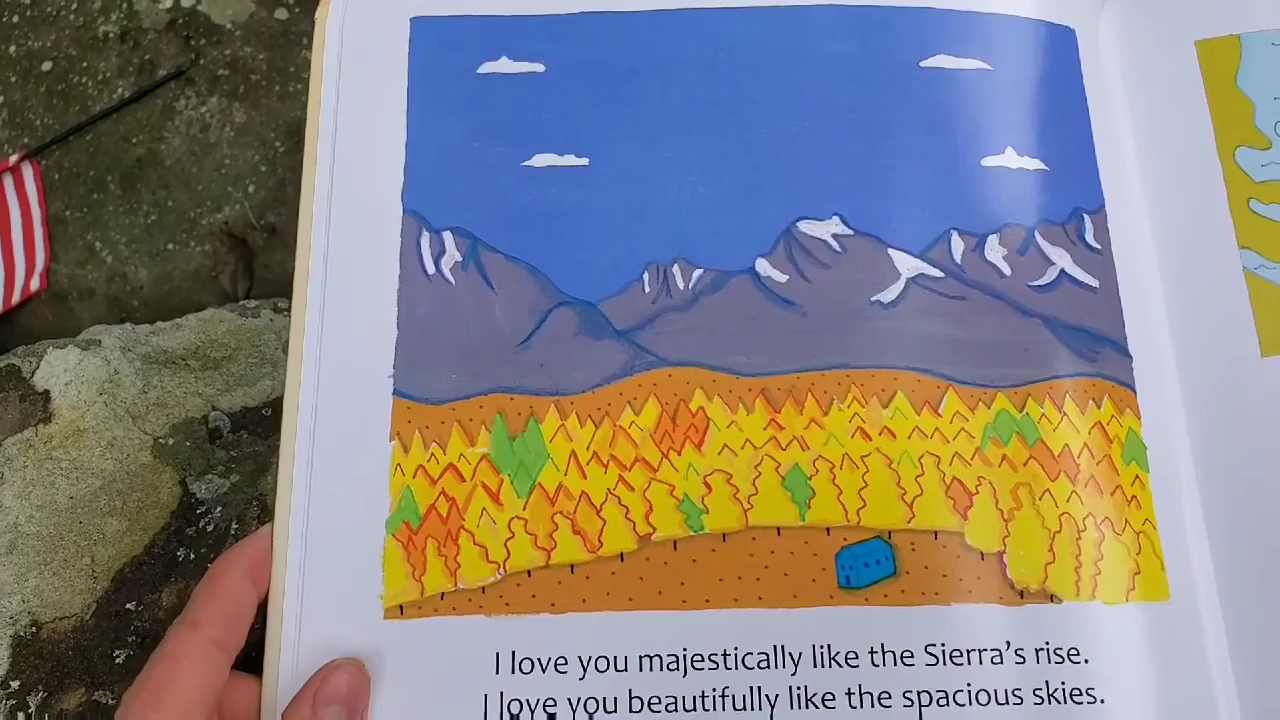 I love you majestically like the Sierra's rise.
I love you beautifully like the spacious skies.